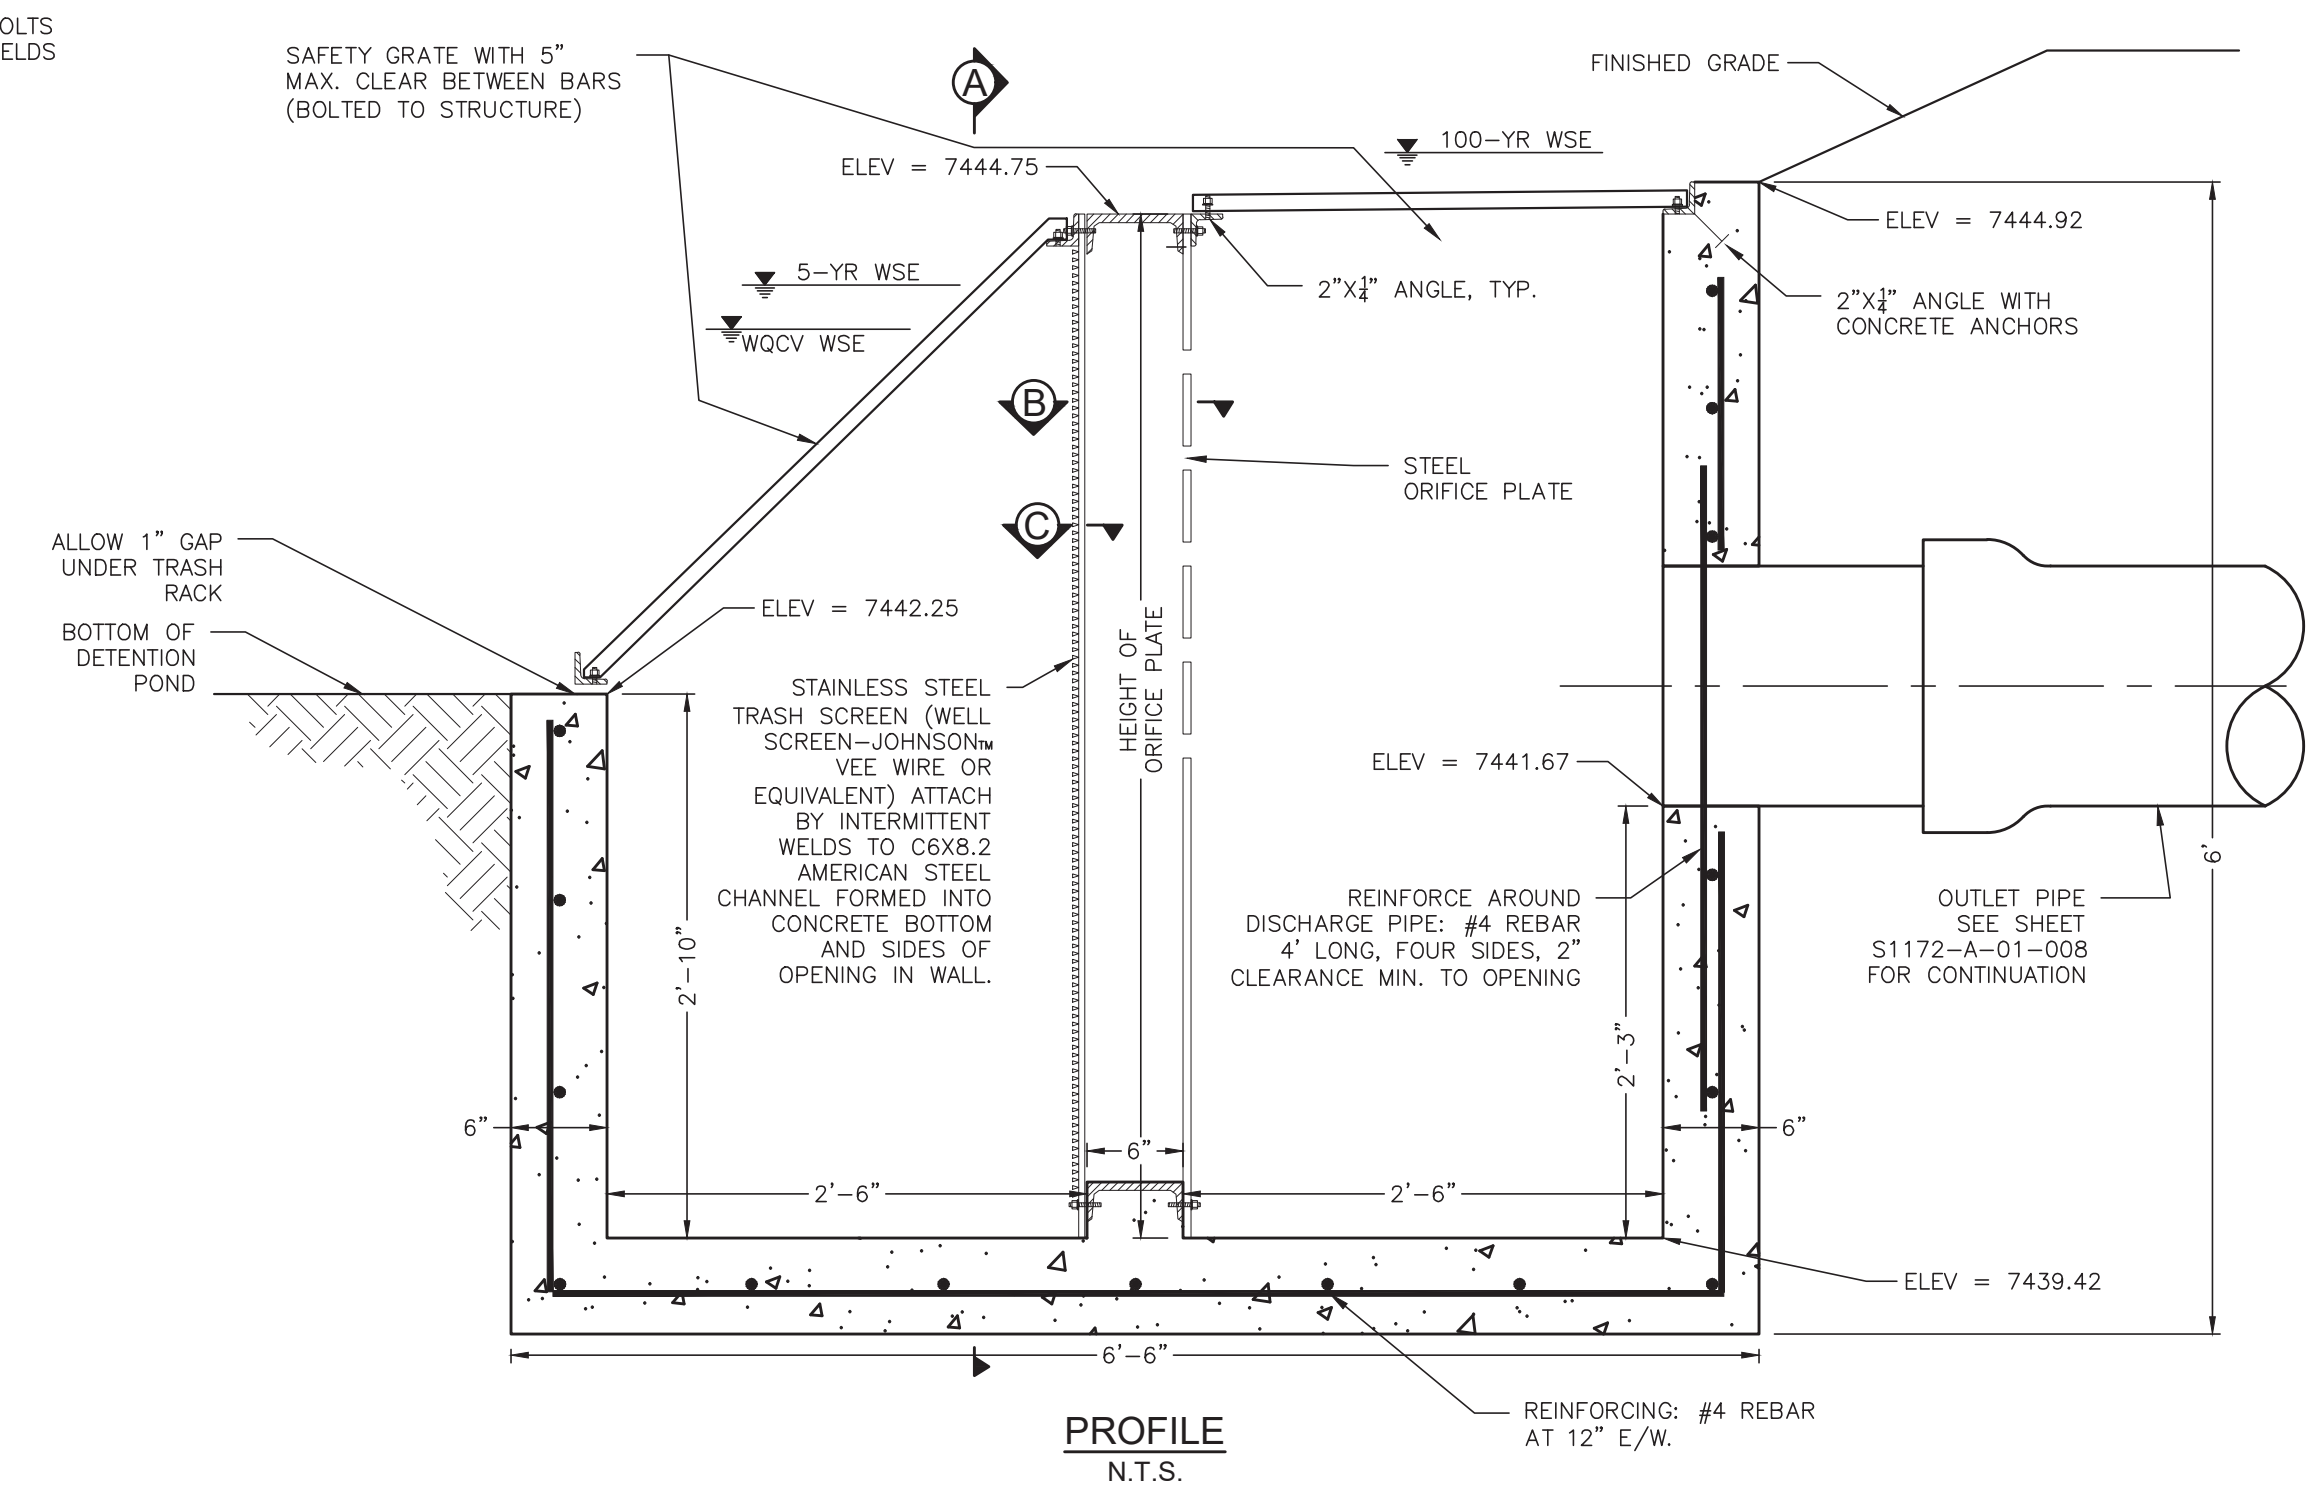 OLTS
ELDS
SAFETY GRATE WITH 5"
MAX. CLEAR BETWEEN BARS
(BOLTED TO STRUCTURE)
A
FINISHED GRADE
100-YR WSE
ELEV = 7444.75
ELEV = 7444.92
5-YR WSE
2"X1/4" ANGLE, TYP.
2"X1/4" ANGLE WITH
CONCRETE ANCHORS
WQCV WSE
B
STEEL
ORIFICE PLATE
C
ALLOW 1" GAP
UNDER TRASH
RACK
ELEV = 7442.25
BOTTOM OF
DETENTION
POND
HEIGHT OF
ORIFICE PLATE
STAINLESS STEEL
TRASH SCREEN (WELL
SCREEN-JOHNSON™
VEE WIRE OR
EQUIVALENT) ATTACH
BY INTERMITTENT
WELDS TO C6X8.2
AMERICAN STEEL
CHANNEL FORMED INTO
CONCRETE BOTTOM
AND SIDES OF
OPENING IN WALL.
ELEV = 7441.67
6'
REINFORCE AROUND
DISCHARGE PIPE: #4 REBAR
4' LONG, FOUR SIDES, 2"
CLEARANCE MIN. TO OPENING
OUTLET PIPE
SEE SHEET
S1172-A-01-008
FOR CONTINUATION
2'-10"
2'-3"
6"
6"
6"
2'-6"
2'-6"
ELEV = 7439.42
6'-6"
REINFORCING: #4 REBAR
AT 12" E/W.
PROFILE
N.T.S.